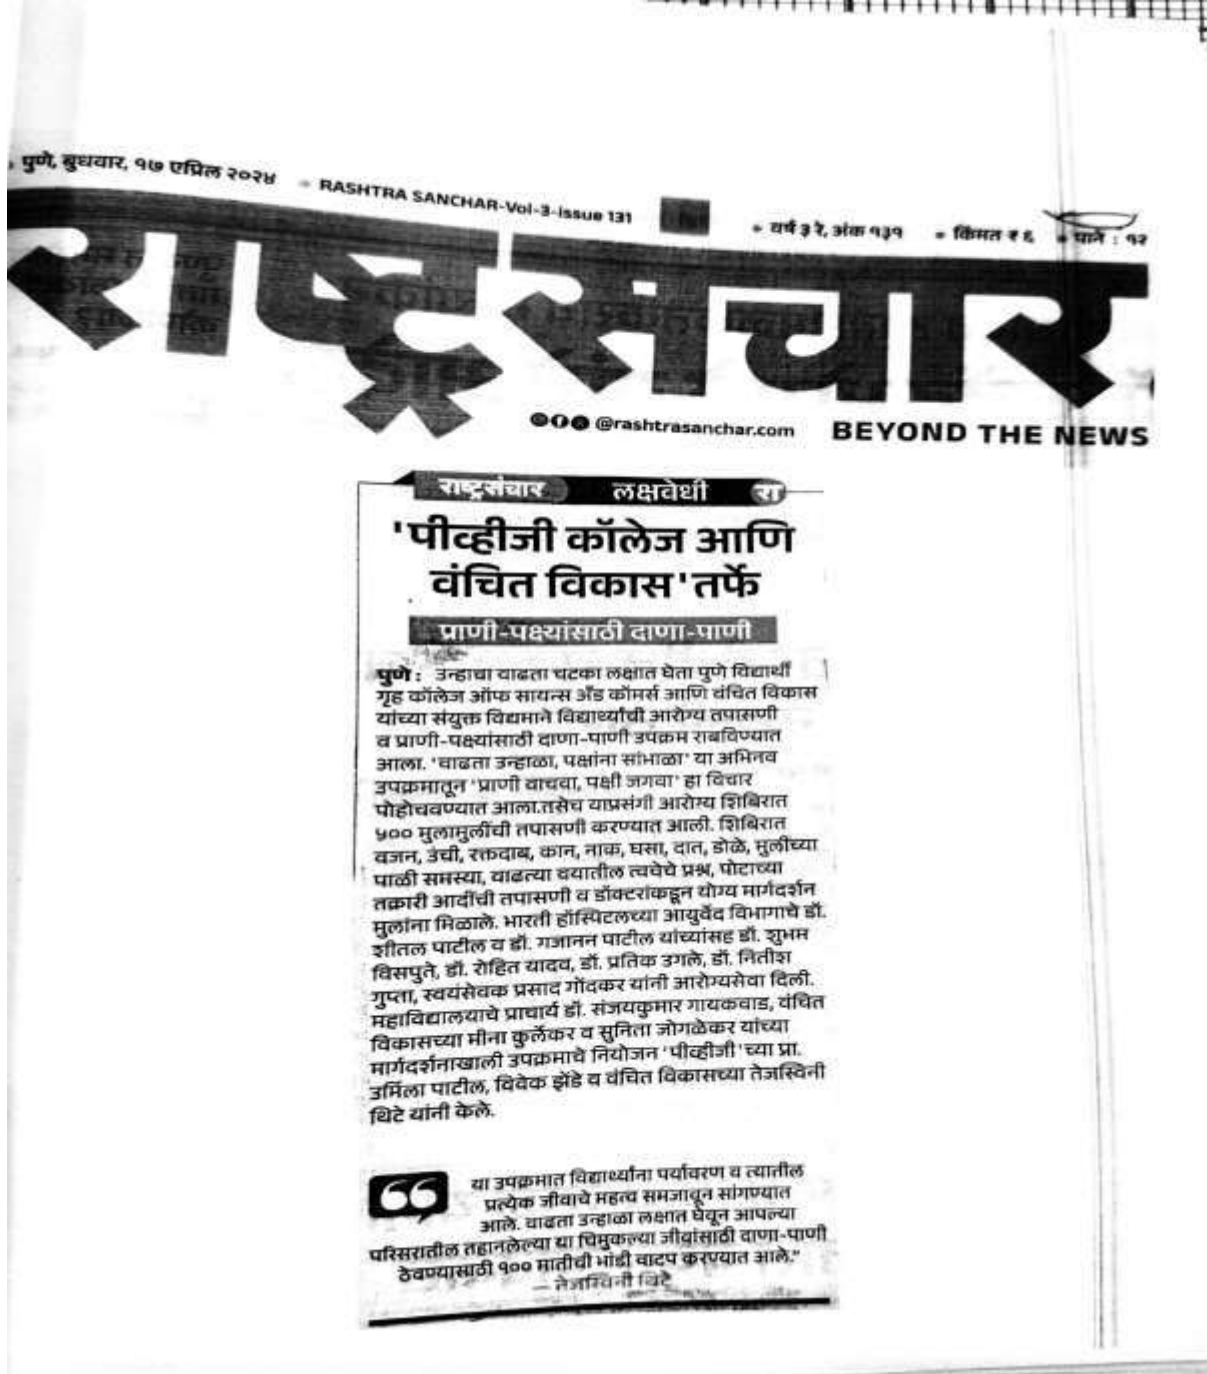 पुणे, बुधवार, १७ एप्रिल २०२४ • RASHTRA SANCHAR-Vol-3-Issue 131 • वर्ष ३ रे, अंक १३१ • किंमत ₹ ६ • पाने : १२
राष्ट्रसंचार
@rashtrasanchar.com BEYOND THE NEWS
राष्ट्रसंचार लक्षवेधी रा
'पीव्हीजी कॉलेज आणि
वंचित विकास'तर्फे
प्राणी-पक्ष्यांसाठी दाणा-पाणी
पुणे : उन्हाचा वाढता चटका लक्षात घेता पुणे विद्यार्थी
गृह कॉलेज ऑफ सायन्स अँड कॉमर्स आणि वंचित विकास
यांच्या संयुक्त विद्यमाने विद्यार्थ्यांची आरोग्य तपासणी
व प्राणी-पक्ष्यांसाठी दाणा-पाणी उपक्रम राबविण्यात
आला. 'वाढता उन्हाळा, पक्षांना सांभाळा' या अभिनव
उपक्रमातून 'प्राणी वाचवा, पक्षी जगवा' हा विचार
पोहोचवण्यात आला.तसेच याप्रसंगी आरोग्य शिबिरात
५०० मुलामुलींची तपासणी करण्यात आली. शिबिरात
वजन, उंची, रक्तदाब, कान, नाक, घसा, दात, डोळे, मुलींच्या
पाळी समस्या, वाढत्या वयातील त्वचेचे प्रश्न, पोटाच्या
तक्रारी आदींची तपासणी व डॉक्टरांकडून योग्य मार्गदर्शन
मुलांना मिळाले. भारती हॉस्पिटलच्या आयुर्वेद विभागाचे डॉ.
शीतल पाटील व डॉ. गजानन पाटील यांच्यांसह डॉ. शुभम
विसपुते, डॉ. रोहित यादव, डॉ. प्रतिक उगले, डॉ. नितीश
गुप्ता, स्वयंसेवक प्रसाद गोंदकर यांनी आरोग्यसेवा दिली.
महाविद्यालयाचे प्राचार्य डॉ. संजयकुमार गायकवाड, वंचित
विकासच्या मीना कुर्लेकर व सुनिता जोगळेकर यांच्या
मार्गदर्शनाखाली उपक्रमाचे नियोजन 'पीव्हीजी'च्या प्रा.
उर्मिला पाटील, विवेक झेंडे व वंचित विकासच्या तेजस्विनी
थिटे यांनी केले.
या उपक्रमात विद्यार्थ्यांना पर्यावरण व त्यातील
प्रत्येक जीवाचे महत्व समजावून सांगण्यात
आले. वाढता उन्हाळा लक्षात घेवून आपल्या
परिसरातील तहानलेल्या या चिमुकल्या जीवांसाठी दाणा-पाणी
ठेवण्यासाठी १०० मातीची भांडी वाटप करण्यात आले."
— तेजस्विनी थिटे